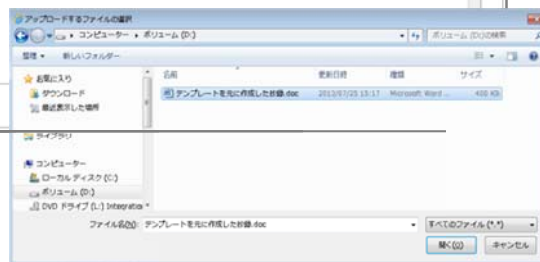 アップロードするファイルの選択
コンピューター ▸ ボリューム (D:)
ボリューム (D:)の検索
整理 ▾ 新しいフォルダー
お気に入り
ダウンロード
最近表示した場所
ライブラリ
コンピューター
ローカル ディスク (C:)
ボリューム (D:)
DVD ドライブ (L:) Integration
名前 更新日時 種類 サイズ
テンプレートを元に作成した抄録.doc 2013/07/25 13:17 Microsoft Word ... 400 KB
ファイル名(N): テンプレートを元に作成した抄録.doc
すべてのファイル (*.*)
開く(O) キャンセル